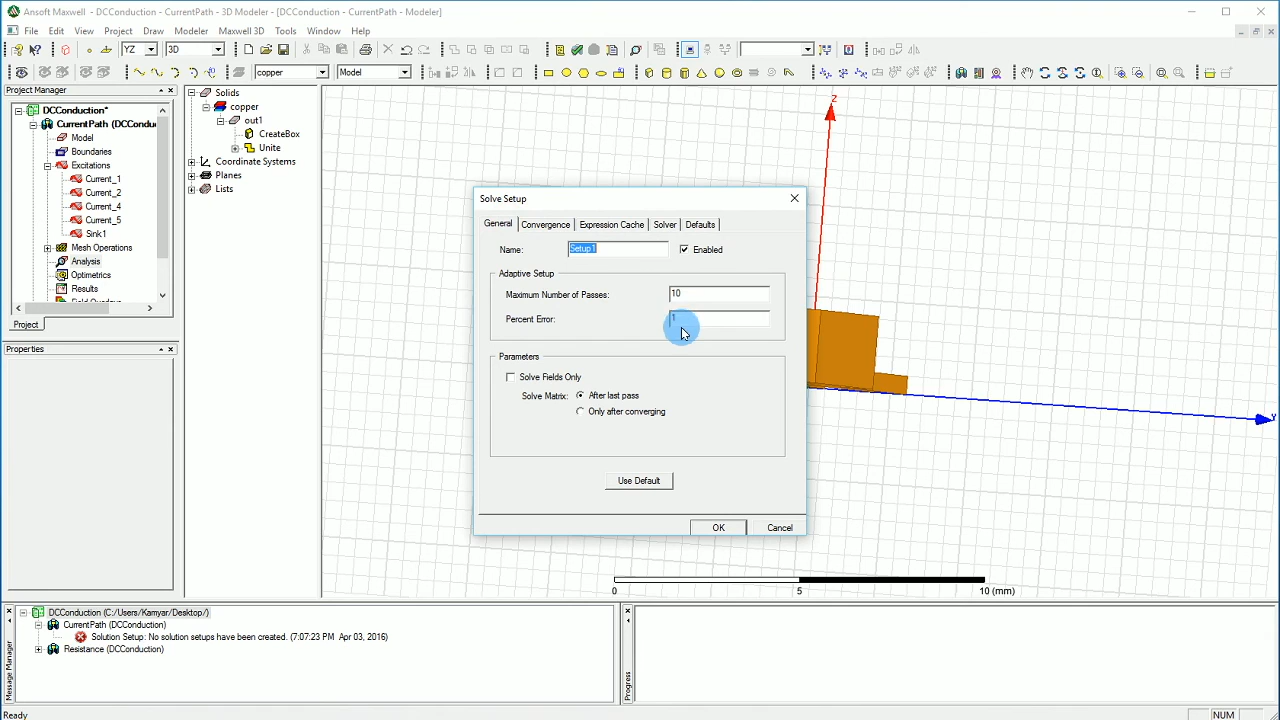 Ansoft Maxwell - DCConduction - CurrentPath - 3D Modeler - [DCConduction - CurrentPath - Modeler]
File Edit View Project Draw Modeler Maxwell 3D Tools Window Help
YZ 3D
copper Model
Project Manager
DCConduction*
CurrentPath (DCCondu
Model
Boundaries
Excitations
Current_1
Current_2
Current_4
Current_5
Sink1
Mesh Operations
Analysis
Optimetrics
Results
Project
Properties
Solids
copper
out1
CreateBox
Unite
Coordinate Systems
Planes
Lists
Z
Y
0 5 10 (mm)
Solve Setup
General Convergence Expression Cache Solver Defaults
Name: Setup1 Enabled
Adaptive Setup
Maximum Number of Passes: 10
Percent Error: 1
Parameters
Solve Fields Only
Solve Matrix: After last pass
Only after converging
Use Default
OK Cancel
Message Manager
DCConduction (C:/Users/Kamyar/Desktop/)
CurrentPath (DCConduction)
Solution Setup: No solution setups have been created. (7:07:23 PM Apr 03, 2016)
Resistance (DCConduction)
Progress
Ready NUM